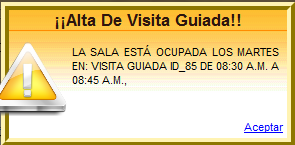 ¡¡Alta De Visita Guiada!!
LA SALA ESTÁ OCUPADA LOS MARTES
EN: VISITA GUIADA ID_85 DE 08:30 A.M. A
08:45 A.M.,
Aceptar